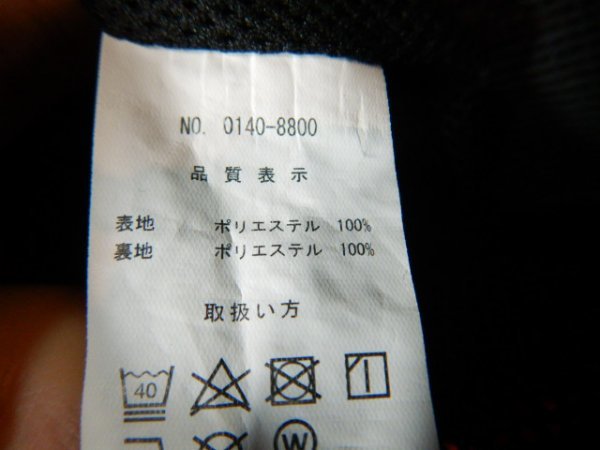 NO. 0140-8800
品質表示
表地 ポリエステル 100%
裏地 ポリエステル 100%
取扱い方
40
W